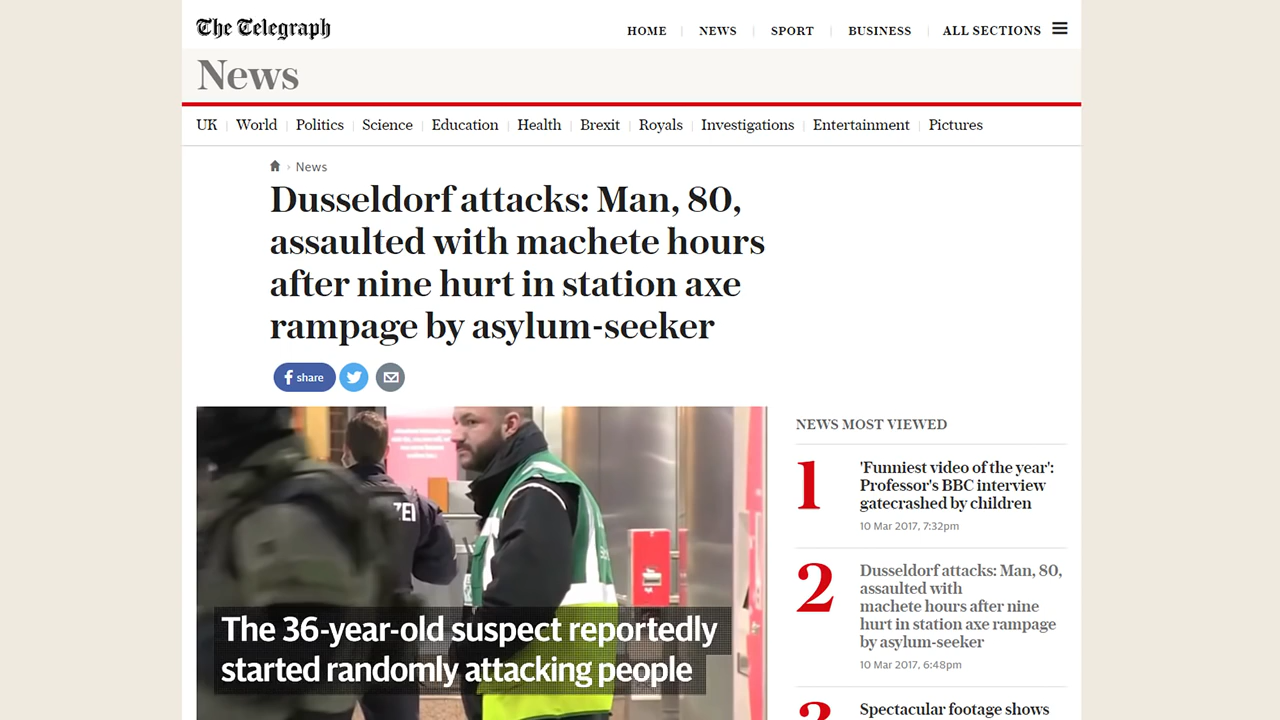 The Telegraph
HOME NEWS SPORT BUSINESS ALL SECTIONS
News
UK World Politics Science Education Health Brexit Royals Investigations Entertainment Pictures
› News
Dusseldorf attacks: Man, 80,
assaulted with machete hours
after nine hurt in station axe
rampage by asylum-seeker
f share
ZEI
The 36-year-old suspect reportedly
started randomly attacking people
NEWS MOST VIEWED
1
'Funniest video of the year':
Professor's BBC interview
gatecrashed by children
10 Mar 2017, 7:32pm
2
Dusseldorf attacks: Man, 80,
assaulted with
machete hours after nine
hurt in station axe rampage
by asylum-seeker
10 Mar 2017, 6:48pm
3
Spectacular footage shows